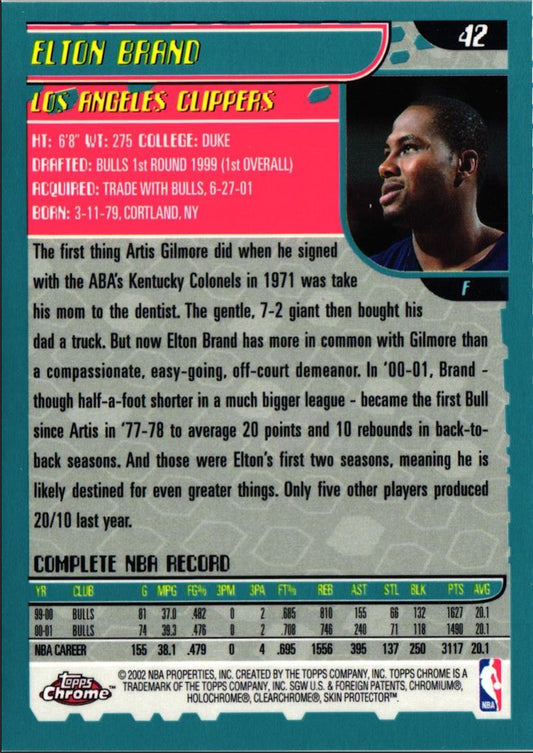 ELTON BRAND
42
LOS ANGELES CLIPPERS
HT: 6'8" WT: 275 COLLEGE: DUKE
DRAFTED: BULLS 1st ROUND 1999 (1st OVERALL)
ACQUIRED: TRADE WITH BULLS, 6-27-01
BORN: 3-11-79, CORTLAND, NY
F
The first thing Artis Gilmore did when he signed
with the ABA's Kentucky Colonels in 1971 was take
his mom to the dentist. The gentle, 7-2 giant then bought his
dad a truck. But now Elton Brand has more in common with Gilmore than
a compassionate, easy-going, off-court demeanor. In '00-01, Brand -
though half-a-foot shorter in a much bigger league - became the first Bull
since Artis in '77-78 to average 20 points and 10 rebounds in back-to-
back seasons. And those were Elton's first two seasons, meaning he is
likely destined for even greater things. Only five other players produced
20/10 last year.
COMPLETE NBA RECORD
YR CLUB G MPG FG% 3PM 3PA FT% REB AST STL BLK PTS AVG
99-00 BULLS 81 37.0 .482 0 2 .685 810 155 66 132 1627 20.1
00-01 BULLS 74 39.3 .476 0 2 .708 746 240 71 118 1490 20.1
NBA CAREER 155 38.1 .479 0 4 .695 1556 395 137 250 3117 20.1
Topps Chrome™
© 2002 NBA PROPERTIES, INC. CREATED BY THE TOPPS COMPANY, INC. TOPPS CHROME IS A
TRADEMARK OF THE TOPPS COMPANY, INC. SGW U.S. & FOREIGN PATENTS, CHROMIUM®,
HOLOCHROME®, CLEARCHROME®, SKIN PROTECTOR™.
NBA